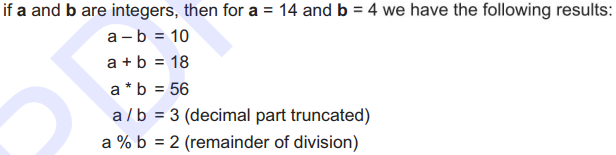 if a and b are integers, then for a = 14 and b = 4 we have the following results:
a – b = 10
a + b = 18
a * b = 56
a / b = 3 (decimal part truncated)
a % b = 2 (remainder of division)
PD